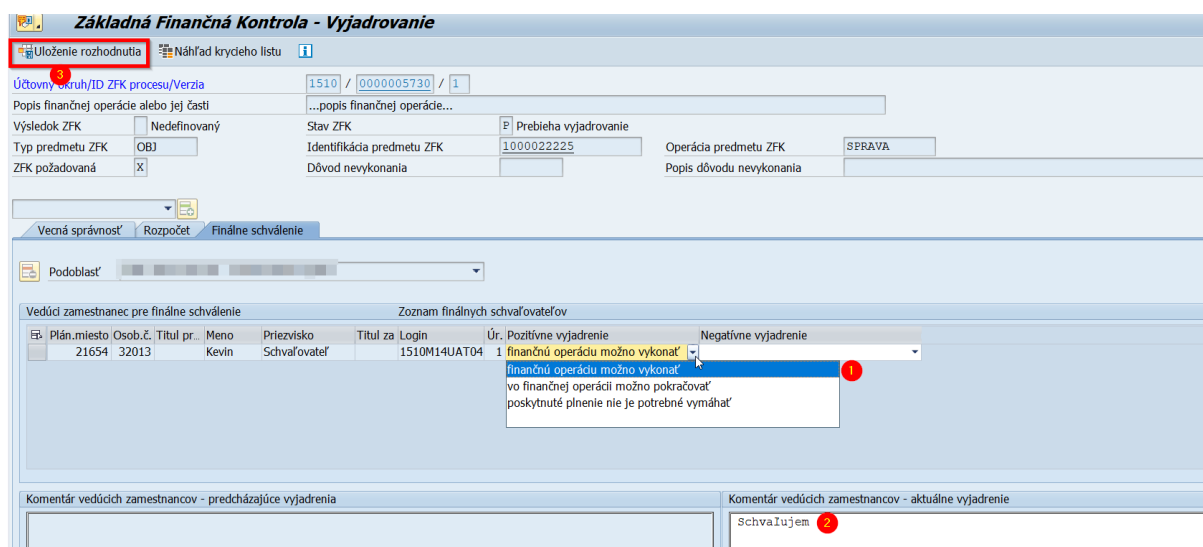 Základná Finančná Kontrola - Vyjadrovanie
Uloženie rozhodnutia Náhľad krycieho listu
3
Účtovný okruh/ID ZFK procesu/Verzia 1510 / 0000005730 / 1
Popis finančnej operácie alebo jej časti ...popis finančnej operácie...
Výsledok ZFK Nedefinovaný Stav ZFK P Prebieha vyjadrovanie
Typ predmetu ZFK OBJ Identifikácia predmetu ZFK 1000022225 Operácia predmetu ZFK SPRAVA
ZFK požadovaná X Dôvod nevykonania Popis dôvodu nevykonania
Vecná správnosť Rozpočet Finálne schválenie
Podoblasť
Vedúci zamestnanec pre finálne schválenie Zoznam finálnych schvaľovateľov
Plán.miesto Osob.č. Titul pr... Meno Priezvisko Titul za Login Úr. Pozitívne vyjadrenie Negatívne vyjadrenie
21654 32013 Kevin Schvaľovateľ 1510M14UAT04 1 finančnú operáciu možno vykonať
finančnú operáciu možno vykonať 1
vo finančnej operácii možno pokračovať
poskytnuté plnenie nie je potrebné vymáhať
Komentár vedúcich zamestnancov - predchádzajúce vyjadrenia Komentár vedúcich zamestnancov - aktuálne vyjadrenie
Schvaľujem 2